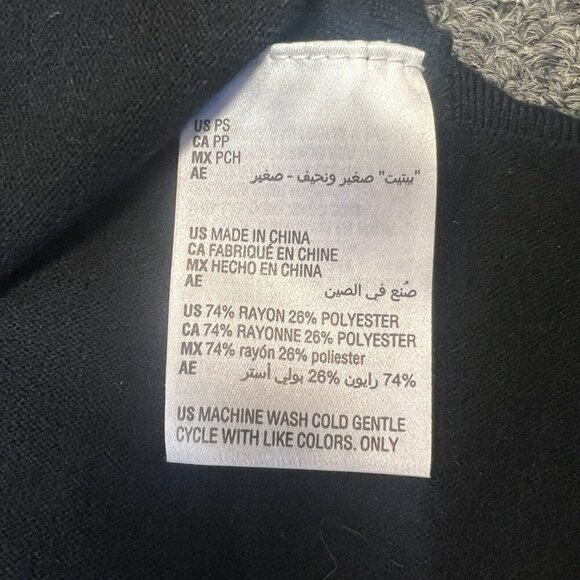 US PS
CA PP
MX PCH
AE "بيتيت" صغير ونحيف - صغير
US MADE IN CHINA
CA FABRIQUÉ EN CHINE
MX HECHO EN CHINA
AE صُنع في الصين
US 74% RAYON 26% POLYESTER
CA 74% RAYONNE 26% POLYESTER
MX 74% rayón 26% poliester
AE 74% رايون 26% بولي أستر
US MACHINE WASH COLD GENTLE
CYCLE WITH LIKE COLORS. ONLY